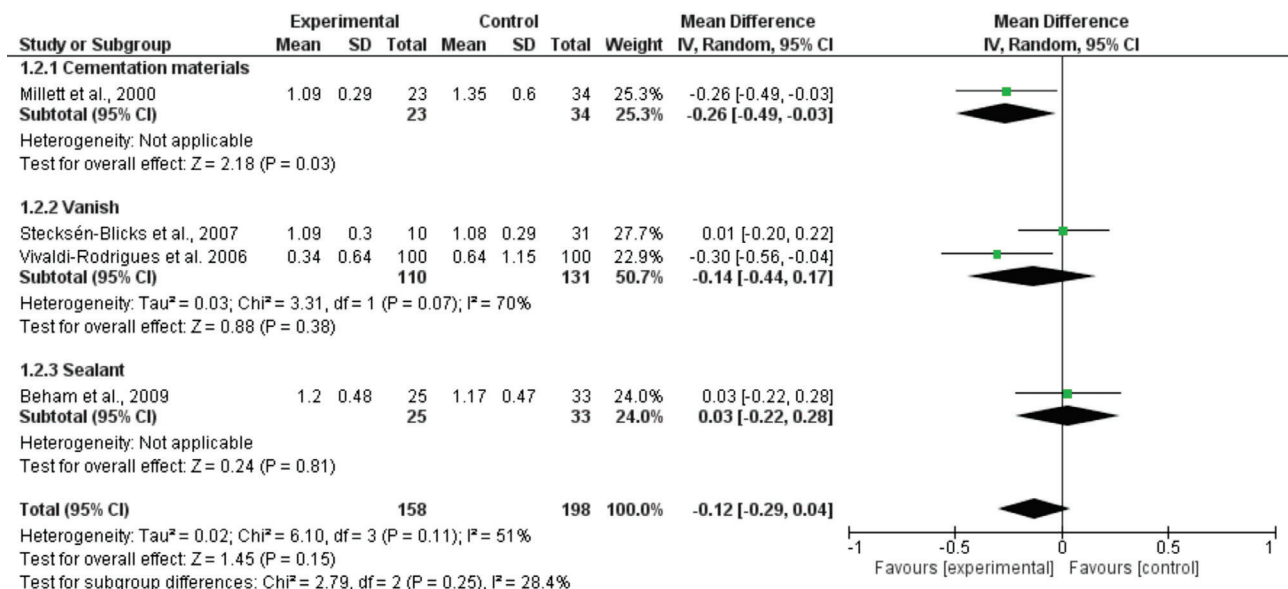 Experimental Control Mean Difference Mean Difference
Study or Subgroup Mean SD Total Mean SD Total Weight IV, Random, 95% CI IV, Random, 95% CI
1.2.1 Cementation materials
Millett et al., 2000 1.09 0.29 23 1.35 0.6 34 25.3% -0.26 [-0.49, -0.03]
Subtotal (95% CI) 23 34 25.3% -0.26 [-0.49, -0.03]
Heterogeneity: Not applicable
Test for overall effect: Z = 2.18 (P = 0.03)
1.2.2 Vanish
Stecksén-Blicks et al., 2007 1.09 0.3 10 1.08 0.29 31 27.7% 0.01 [-0.20, 0.22]
Vivaldi-Rodrigues et al. 2006 0.34 0.64 100 0.64 1.15 100 22.9% -0.30 [-0.56, -0.04]
Subtotal (95% CI) 110 131 50.7% -0.14 [-0.44, 0.17]
Heterogeneity: Tau² = 0.03; Chi² = 3.31, df = 1 (P = 0.07); I² = 70%
Test for overall effect: Z = 0.88 (P = 0.38)
1.2.3 Sealant
Beham et al., 2009 1.2 0.48 25 1.17 0.47 33 24.0% 0.03 [-0.22, 0.28]
Subtotal (95% CI) 25 33 24.0% 0.03 [-0.22, 0.28]
Heterogeneity: Not applicable
Test for overall effect: Z = 0.24 (P = 0.81)
Total (95% CI) 158 198 100.0% -0.12 [-0.29, 0.04]
Heterogeneity: Tau² = 0.02; Chi² = 6.10, df = 3 (P = 0.11); I² = 51%
Test for overall effect: Z = 1.45 (P = 0.15)
Test for subgroup differences: Chi² = 2.79, df = 2 (P = 0.25), I² = 28.4%
-1 -0.5 0 0.5 1
Favours [experimental] Favours [control]